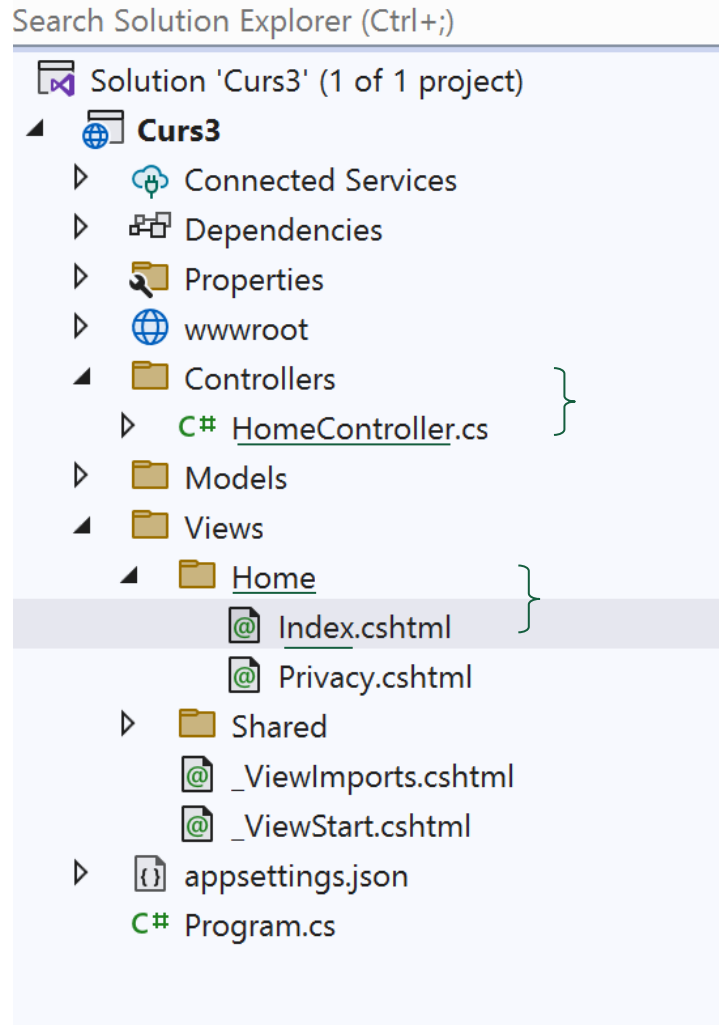 Search Solution Explorer (Ctrl+;)
Solution 'Curs3' (1 of 1 project)
Curs3
Connected Services
Dependencies
Properties
wwwroot
Controllers
C# HomeController.cs
Models
Views
Home
@ Index.cshtml
@ Privacy.cshtml
Shared
@ _ViewImports.cshtml
@ _ViewStart.cshtml
{} appsettings.json
C# Program.cs